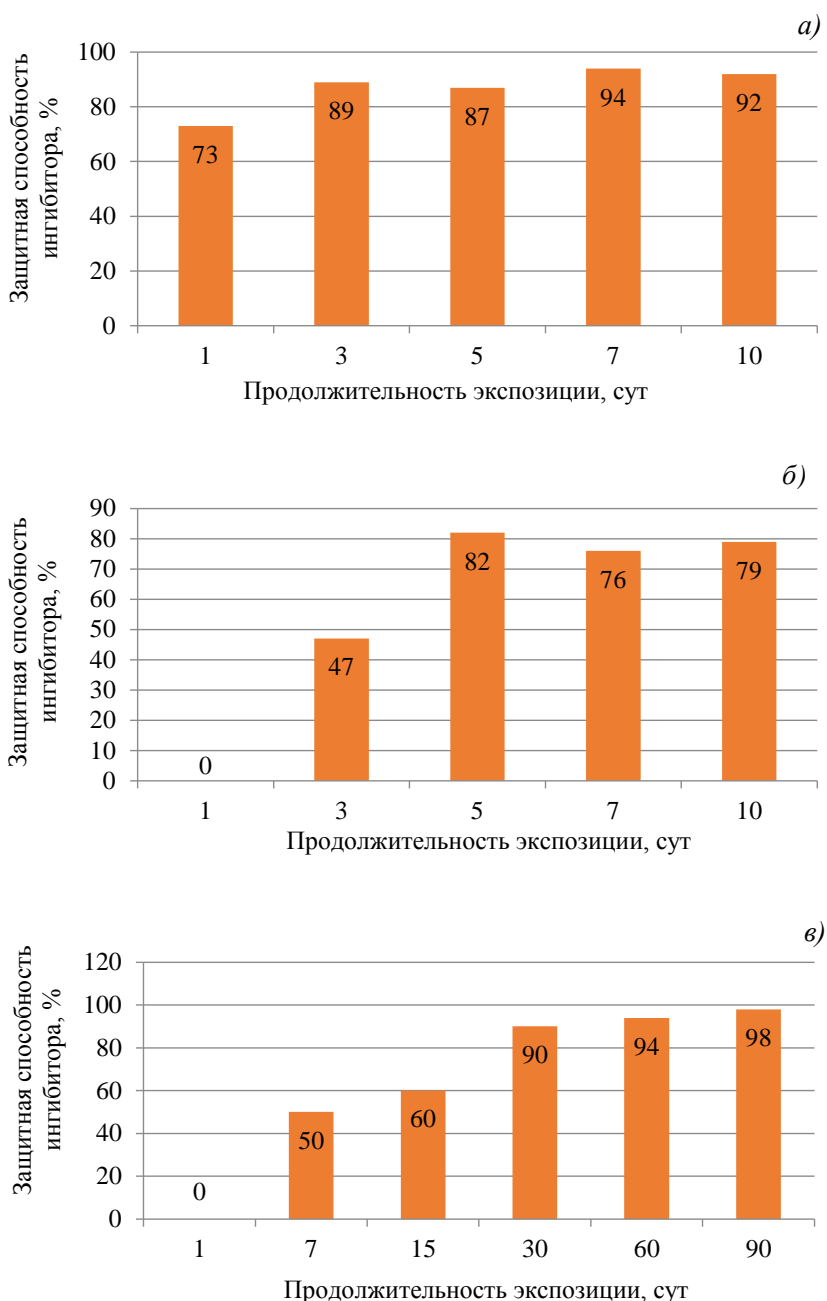 а)
100
80
60
40
20
0
Защитная способность
ингибитора, %
73
89
87
94
92
1 3 5 7 10
Продолжительность экспозиции, сут
б)
90
80
70
60
50
40
30
20
10
0
Защитная способность
ингибитора, %
0
47
82
76
79
1 3 5 7 10
Продолжительность экспозиции, сут
в)
120
100
80
60
40
20
0
Защитная способность
ингибитора, %
0
50
60
90
94
98
1 7 15 30 60 90
Продолжительность экспозиции, сут